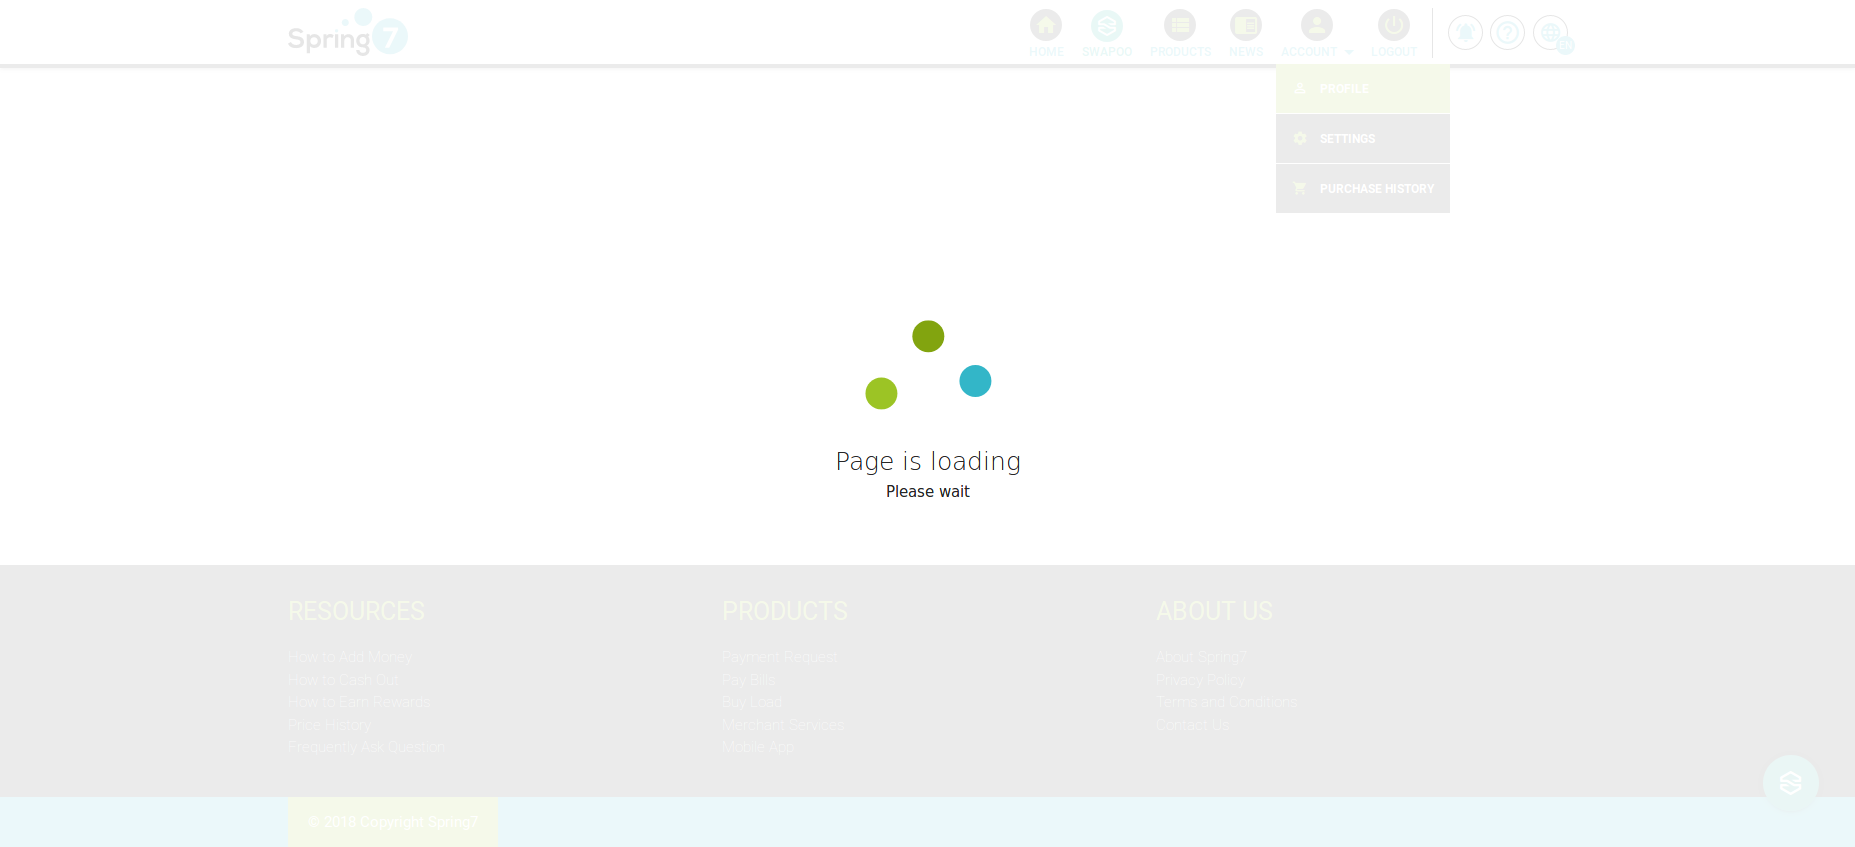 Spring7
HOME
SWAPOO
PRODUCTS
NEWS
ACCOUNT
LOGOUT
EN
PROFILE
SETTINGS
PURCHASE HISTORY
Page is loading
Please wait
RESOURCES
How to Add Money
How to Cash Out
How to Earn Rewards
Price History
Frequently Ask Question
PRODUCTS
Payment Request
Pay Bills
Buy Load
Merchant Services
Mobile App
ABOUT US
About Spring7
Privacy Policy
Terms and Conditions
Contact Us
© 2018 Copyright Spring7